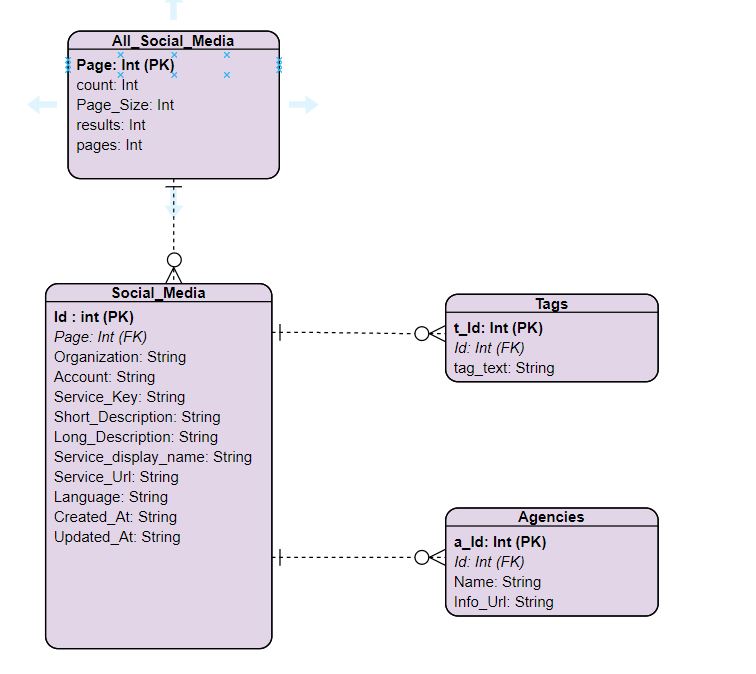 All_Social_Media
Page: Int (PK)
count: Int
Page_Size: Int
results: Int
pages: Int
Social_Media
Id : int (PK)
Page: Int (FK)
Organization: String
Account: String
Service_Key: String
Short_Description: String
Long_Description: String
Service_display_name: String
Service_Url: String
Language: String
Created_At: String
Updated_At: String
Tags
t_Id: Int (PK)
Id: Int (FK)
tag_text: String
Agencies
a_Id: Int (PK)
Id: Int (FK)
Name: String
Info_Url: String